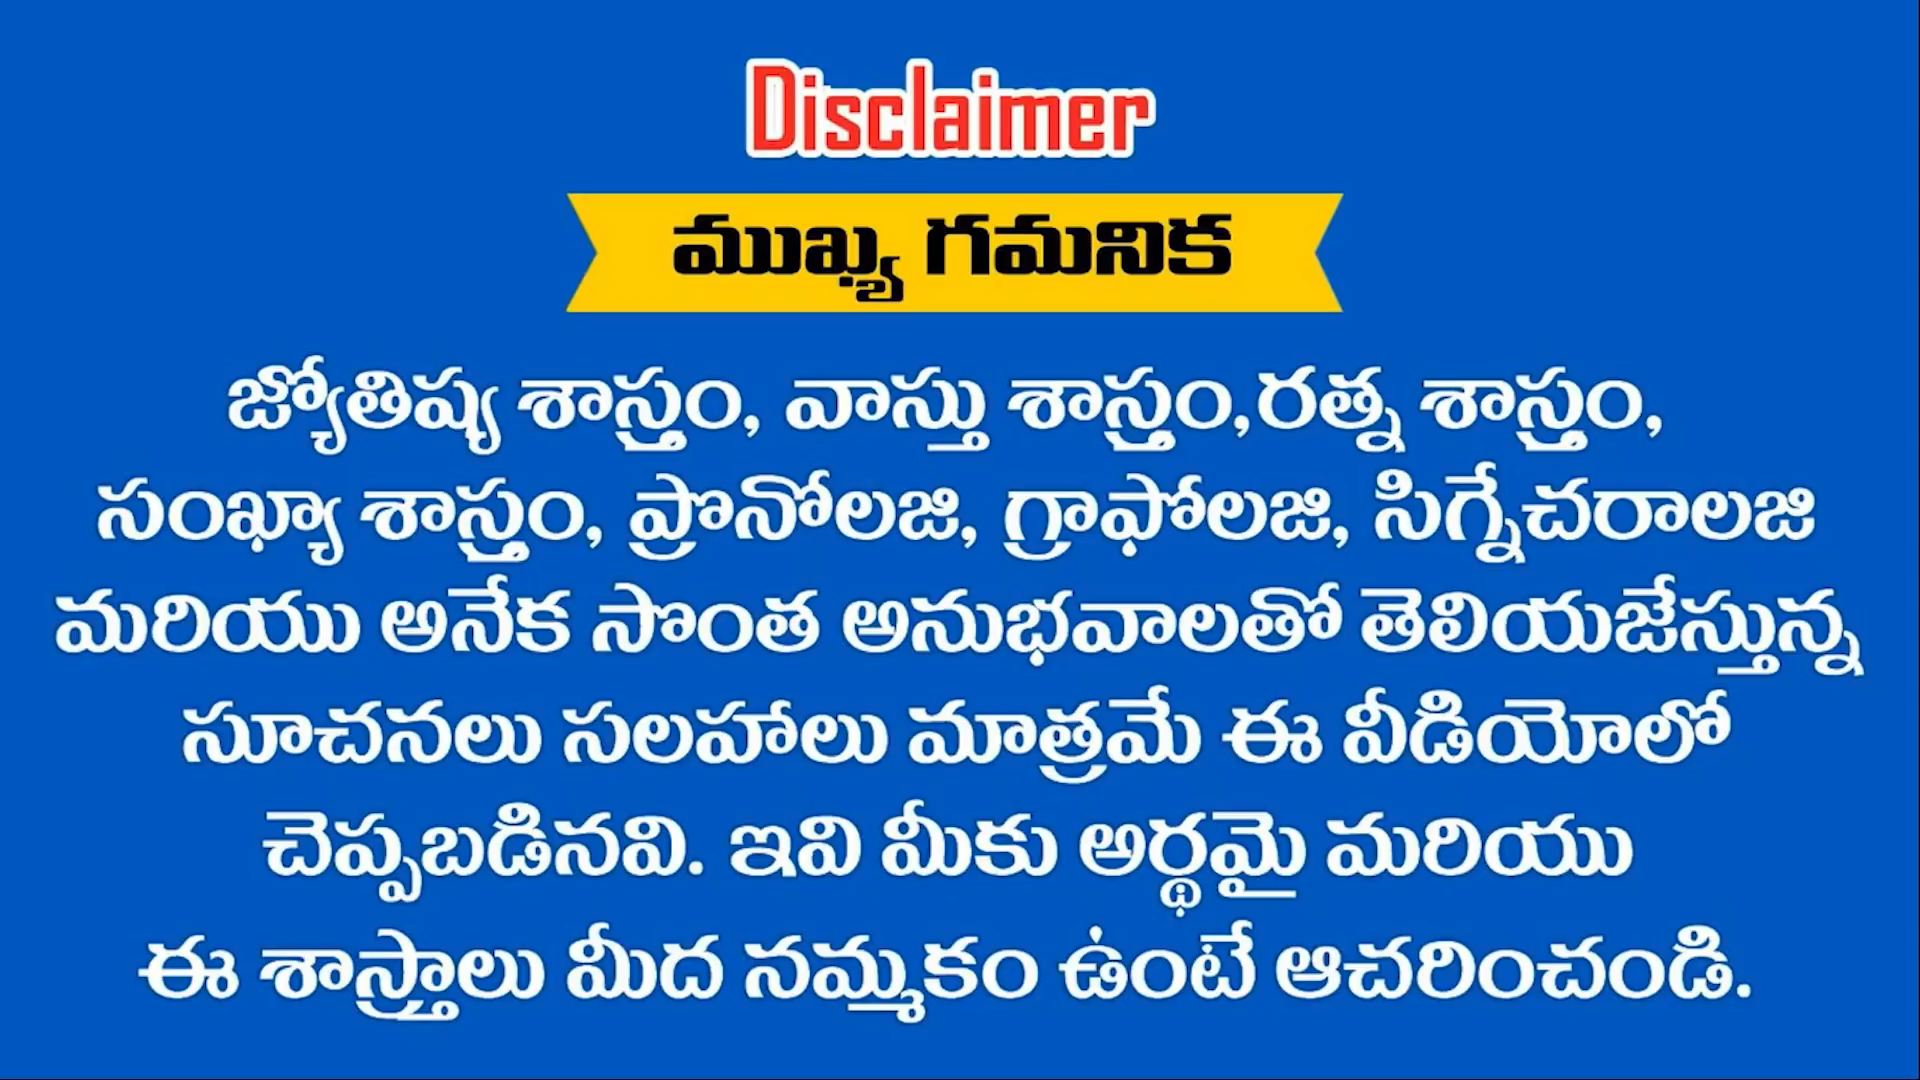 Disclaimer
ముఖ్య గమనిక
జ్యోతిష్య శాస్త్రం, వాస్తు శాస్త్రం,రత్న శాస్త్రం,
సంఖ్యా శాస్త్రం, ప్రొనోలజి, గ్రాఫోలజి, సిగ్నేచరాలజి
మరియు అనేక సొంత అనుభవాలతో తెలియజేస్తున్న
సూచనలు సలహాలు మాత్రమే ఈ వీడియోలో
చెప్పబడినవి. ఇవి మీకు అర్థమై మరియు
ఈ శాస్త్రాలు మీద నమ్మకం ఉంటే ఆచరించండి.